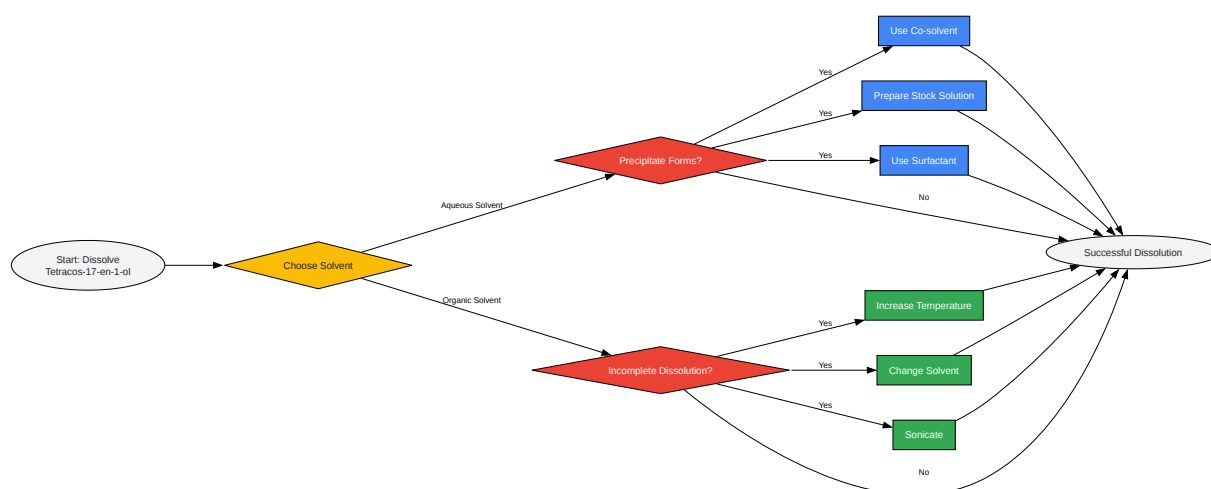 Start: Dissolve
Tetracos-17-en-1-ol
Choose Solvent
Aqueous Solvent
Organic Solvent
Precipitate Forms?
Yes
Use Co-solvent
Yes
Prepare Stock Solution
Yes
Use Surfactant
No
Successful Dissolution
Incomplete Dissolution?
Yes
Increase Temperature
Yes
Change Solvent
Yes
Sonicate
No